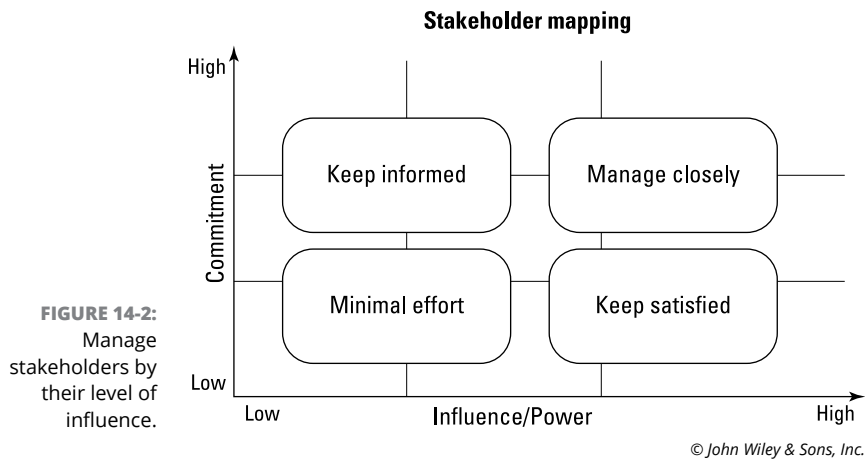 Stakeholder mapping
High
Commitment
Keep informed
Manage closely
Minimal effort
Keep satisfied
Low
Low
Influence/Power
High
FIGURE 14-2:
Manage
stakeholders by
their level of
influence.
© John Wiley & Sons, Inc.